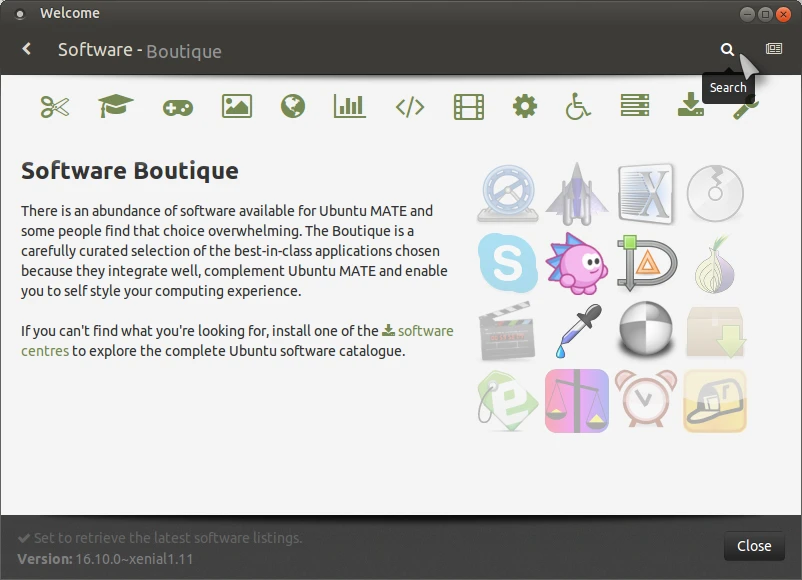 Welcome
Software - Boutique
Search
Software Boutique
There is an abundance of software available for Ubuntu MATE and
some people find that choice overwhelming. The Boutique is a
carefully curated selection of the best-in-class applications chosen
because they integrate well, complement Ubuntu MATE and enable
you to self style your computing experience.
If you can't find what you're looking for, install one of the software
centres to explore the complete Ubuntu software catalogue.
Set to retrieve the latest software listings.
Version: 16.10.0~xenial1.11
Close